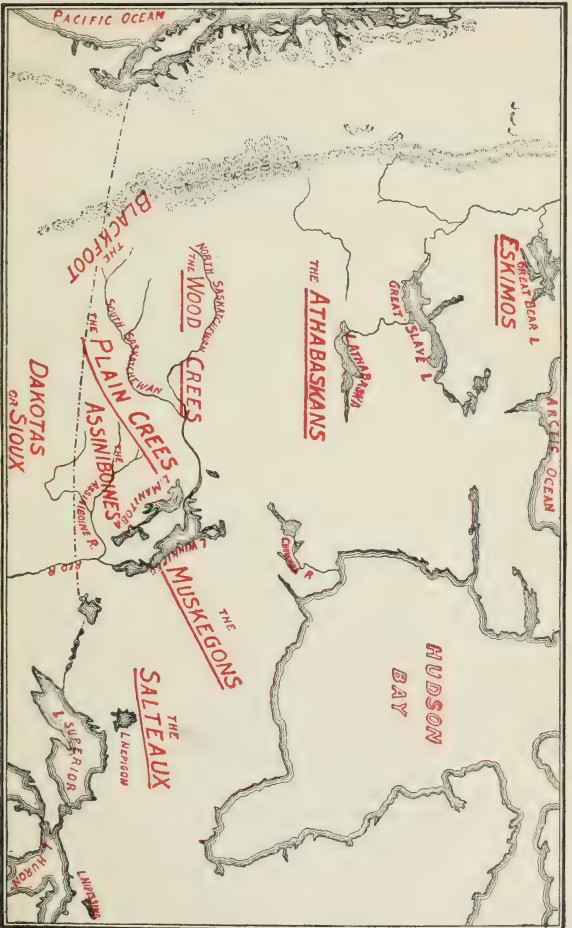 PACIFIC OCEAN
ARCTIC OCEAN
GREAT BEAR L
ESKIMOS
GREAT SLAVE L
L ATHABASKA
THE
ATHABASKANS
THE
BLACKFOOT
NORTH SASKATCHEWAN
THE WOOD
CREES
SOUTH SASKATCHEWAN
THE
PLAIN CREES
THE
ASSINIBOINES
ASSINIBOINE R.
DAKOTAS
OR SIOUX
L. MANITOBA
L WINNIPEG
RED R
THE
MUSKEGONS
R
HUDSON
BAY
THE
SALTEAUX
L NEPIGON
L SUPERIOR
L HURON
L NIPISSING